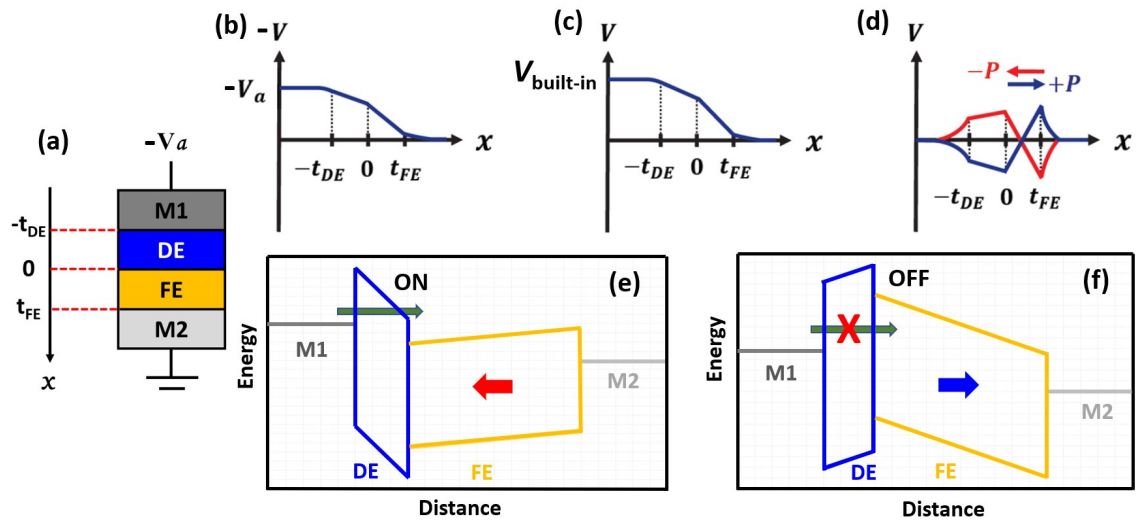 (a)
-Va
M1
-tDE
DE
0
FE
tFE
M2
x
(b)
-V
-Va
-tDE 0 tFE
x
(c)
V
Vbuilt-in
-tDE 0 tFE
x
(d)
V
-P
+P
-tDE 0 tFE
x
(e)
ON
M1
M2
DE
FE
Energy
Distance
(f)
OFF
X
M1
M2
DE
FE
Energy
Distance